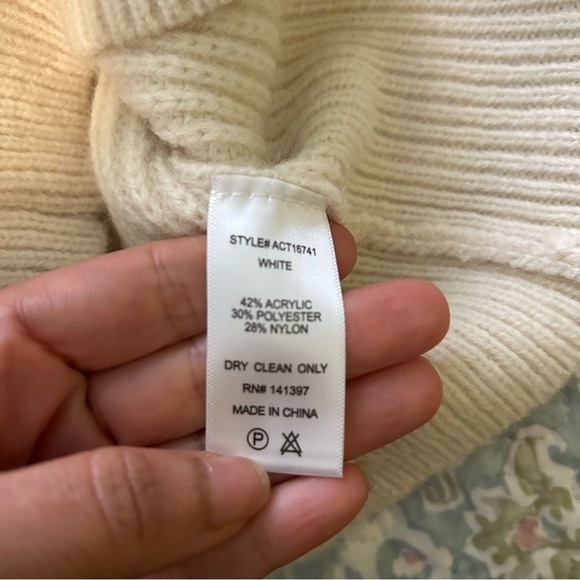 STYLE# ACT16741
WHITE
42% ACRYLIC
30% POLYESTER
28% NYLON
DRY CLEAN ONLY
RN# 141397
MADE IN CHINA
P